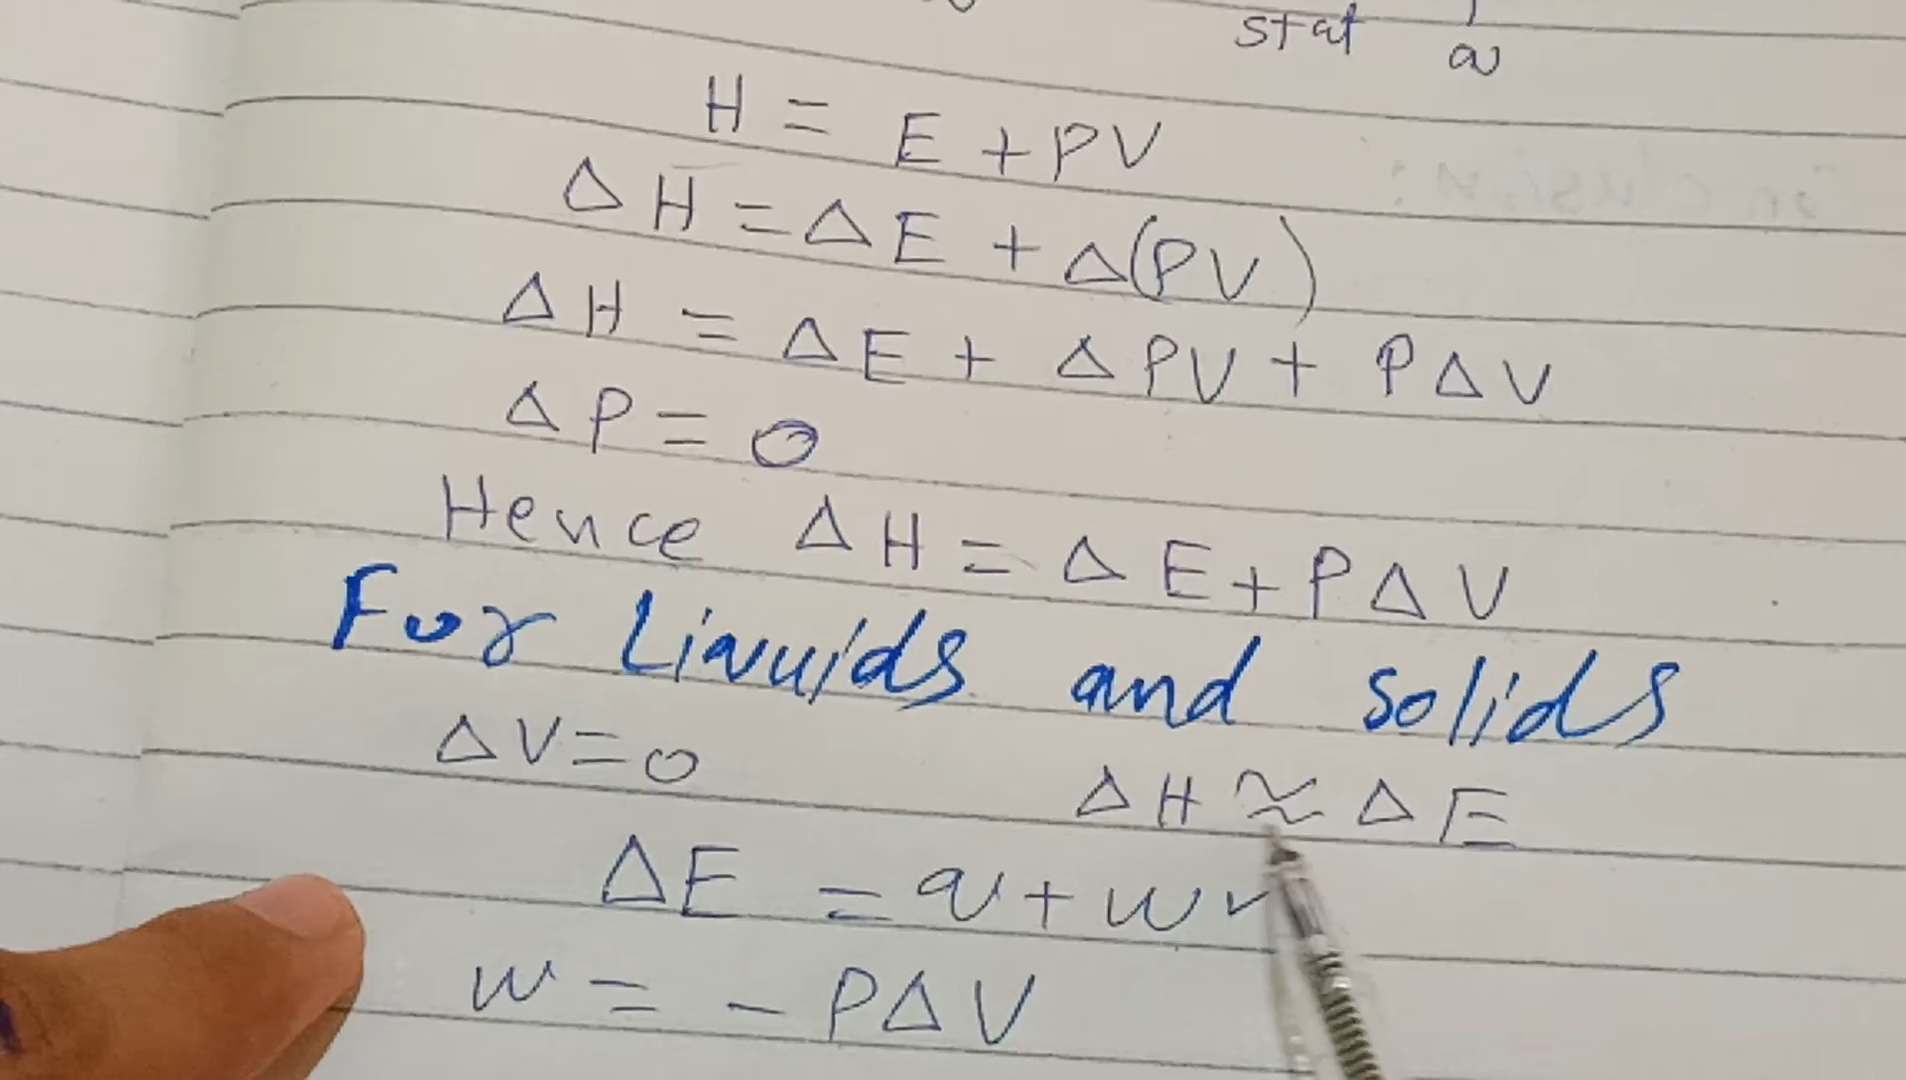 stat
H = E + PV
ΔH = ΔE + Δ(PV)
ΔH = ΔE + ΔPV + PΔV
ΔP = 0
Hence ΔH = ΔE + PΔV
For Liquids and solids
ΔV = 0 ΔH ≈ ΔE
ΔE = q + w
w = - PΔV